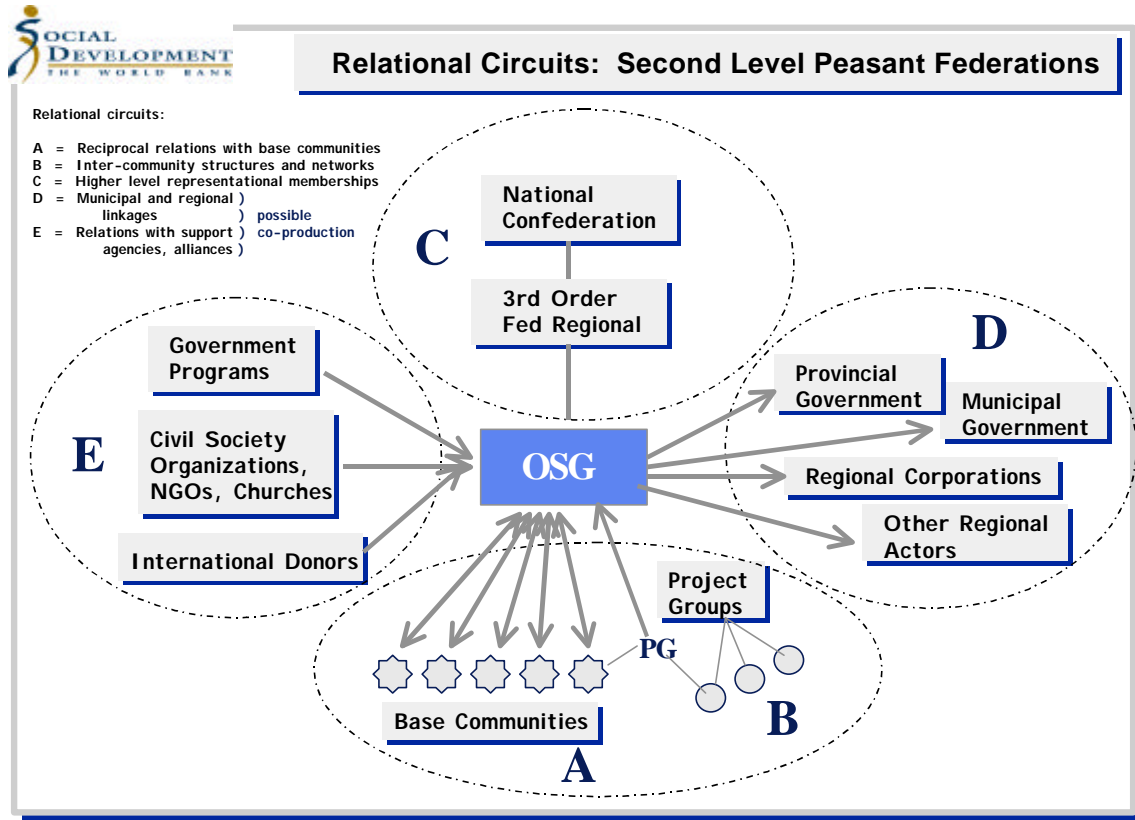 SOCIAL
DEVELOPMENT
THE WORLD BANK
Relational Circuits: Second Level Peasant Federations
Relational circuits:
A = Reciprocal relations with base communities
B = Inter-community structures and networks
C = Higher level representational memberships
D = Municipal and regional )
linkages ) possible
E = Relations with support ) co-production
agencies, alliances )
C
National
Confederation
3rd Order
Fed Regional
E
Government
Programs
Civil Society
Organizations,
NGOs, Churches
International Donors
OSG
D
Provincial
Government
Municipal
Government
Regional Corporations
Other Regional
Actors
Project
Groups
PG
Base Communities
B
A